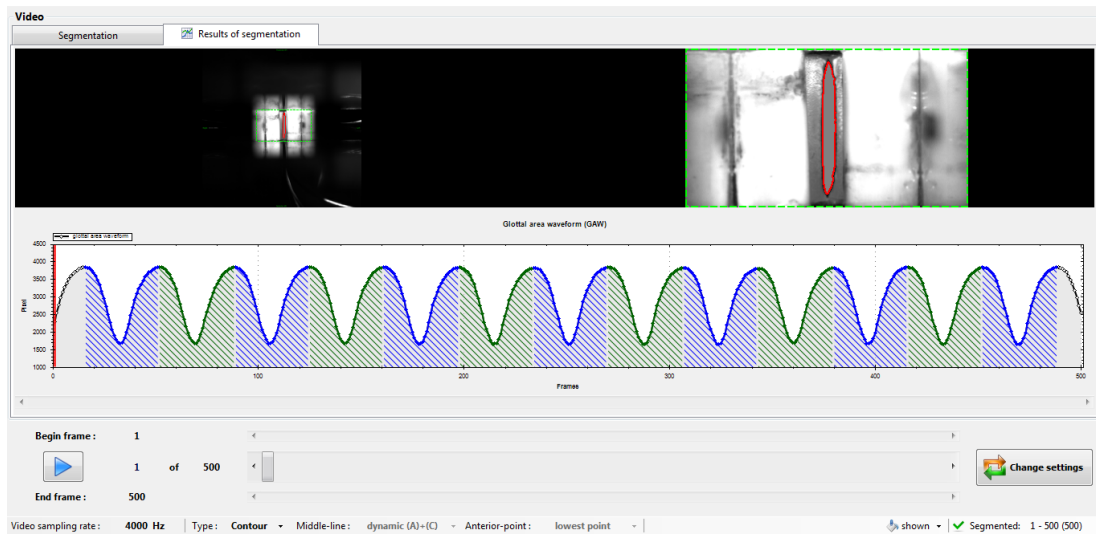 Video
Segmentation Results of segmentation
Glottal area waveform (GAW)
glottal area waveform
4500
4000
3500
3000
2500
2000
1500
1000
Pixel
0 100 200 300 400 500
Frames
Begin frame : 1
1 of 500
Change settings
End frame : 500
Video sampling rate : 4000 Hz Type : Contour Middle-line : dynamic (A)+(C) Anterior-point : lowest point shown Segmented: 1 - 500 (500)